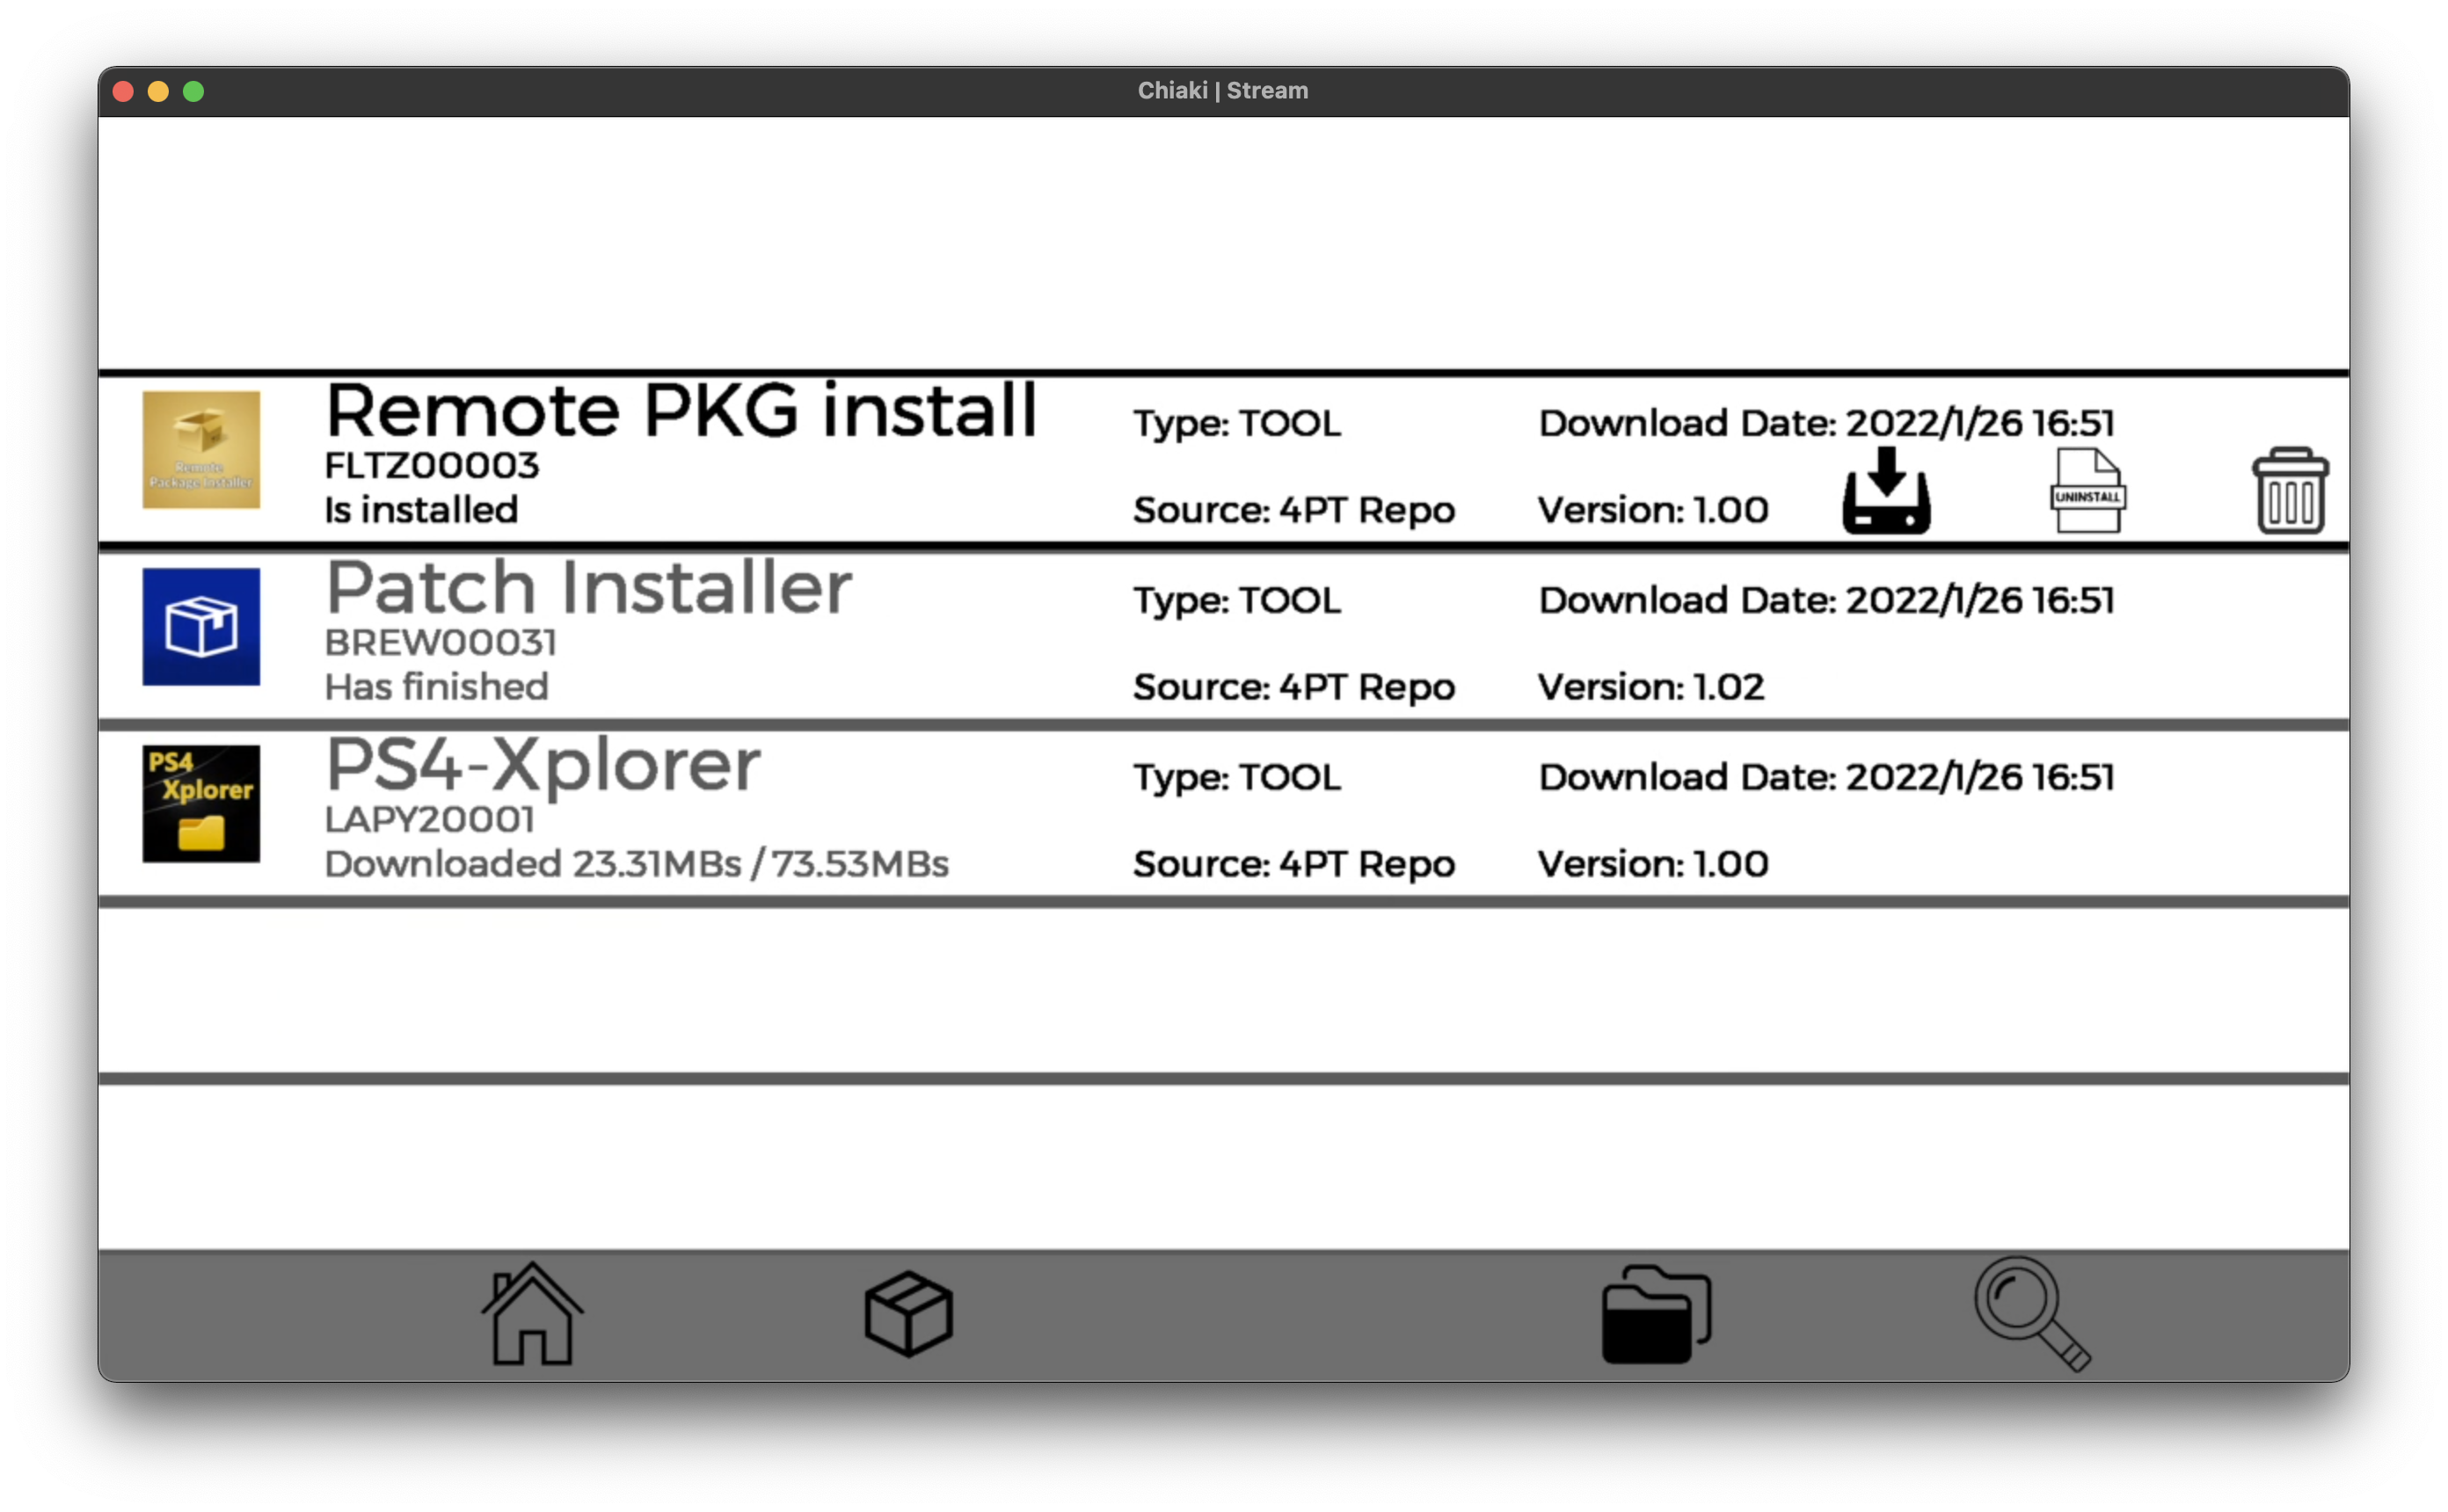 Chiaki | Stream
Remote PKG install
Type: TOOL
Download Date: 2022/1/26 16:51
Remote
Package Installer
FLTZ00003
Is installed
Source: 4PT Repo
Version: 1.00
UNINSTALL
Patch Installer
Type: TOOL
Download Date: 2022/1/26 16:51
BREW00031
Has finished
Source: 4PT Repo
Version: 1.02
PS4
Xplorer
PS4-Xplorer
Type: TOOL
Download Date: 2022/1/26 16:51
LAPY20001
Downloaded 23.31MBs / 73.53MBs
Source: 4PT Repo
Version: 1.00